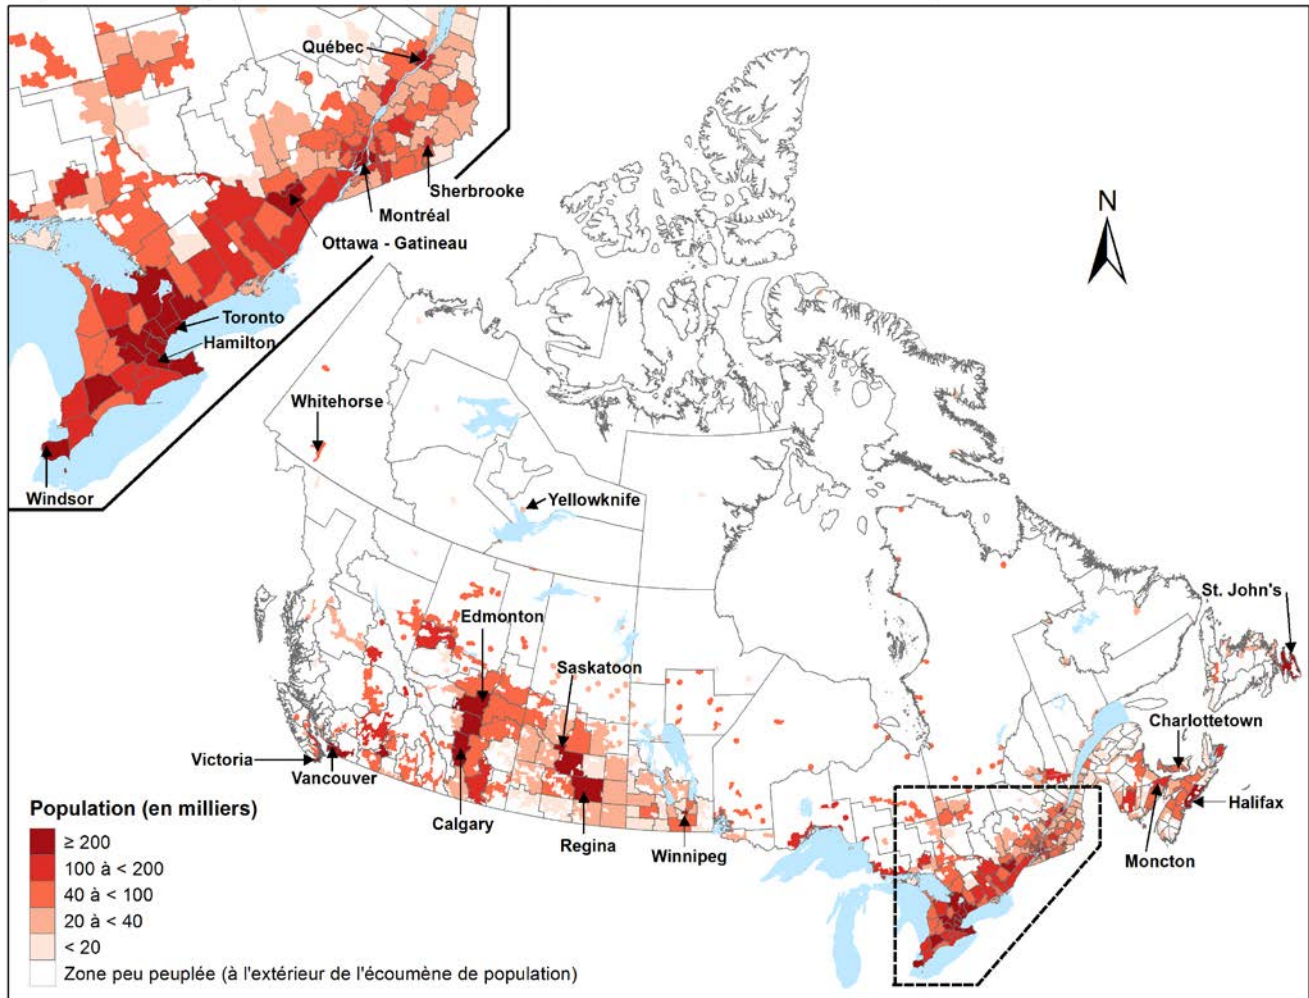 Québec
Sherbrooke
Montréal
Ottawa - Gatineau
Toronto
Hamilton
Windsor
N
Whitehorse
Yellowknife
St. John's
Edmonton
Saskatoon
Charlottetown
Victoria
Vancouver
Calgary
Regina
Winnipeg
Halifax
Moncton
Population (en milliers)
≥ 200
100 à < 200
40 à < 100
20 à < 40
< 20
Zone peu peuplée (à l'extérieur de l'écoumène de population)